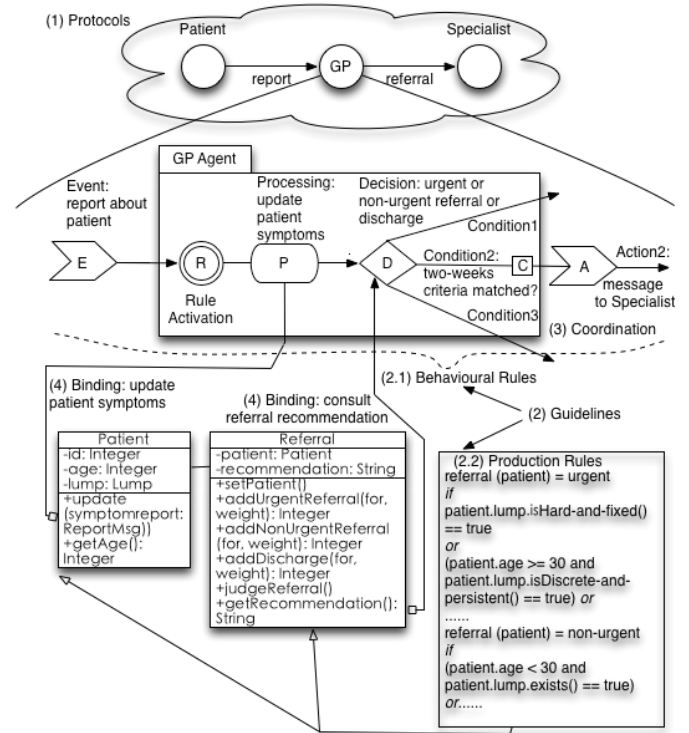 (1) Protocols
Patient
Specialist
GP
report
referral
GP Agent
Event:
report about
patient
Processing:
update
patient
symptoms
Decision: urgent or
non-urgent referral or
discharge
Condition1
E
R
P
D
Condition2:
two-weeks
criteria matched?
C
A
Action2:
message
to Specialist
Rule
Activation
Condition3
(3) Coordination
(4) Binding: update
patient symptoms
(4) Binding: consult
referral recommendation
(2.1) Behavioural Rules
(2) Guidelines
Patient
-id: Integer
-age: Integer
-lump: Lump
+update
(symptomreport:
ReportMsg))
+getAge():
Integer
Referral
-patient: Patient
-recommendation: String
+setPatient()
+addUrgentReferral(for,
weight): Integer
+addNonUrgentReferral
(for, weight): Integer
+addDischarge(for,
weight): Integer
+judgeReferral()
+getRecommendation():
String
(2.2) Production Rules
referral (patient) = urgent
if
patient.lump.isHard-and-fixed()
== true
or
(patient.age >= 30 and
patient.lump.isDiscrete-and-
persistent() == true) or
......
referral (patient) = non-urgent
if
(patient.age < 30 and
patient.lump.exists() == true)
or......